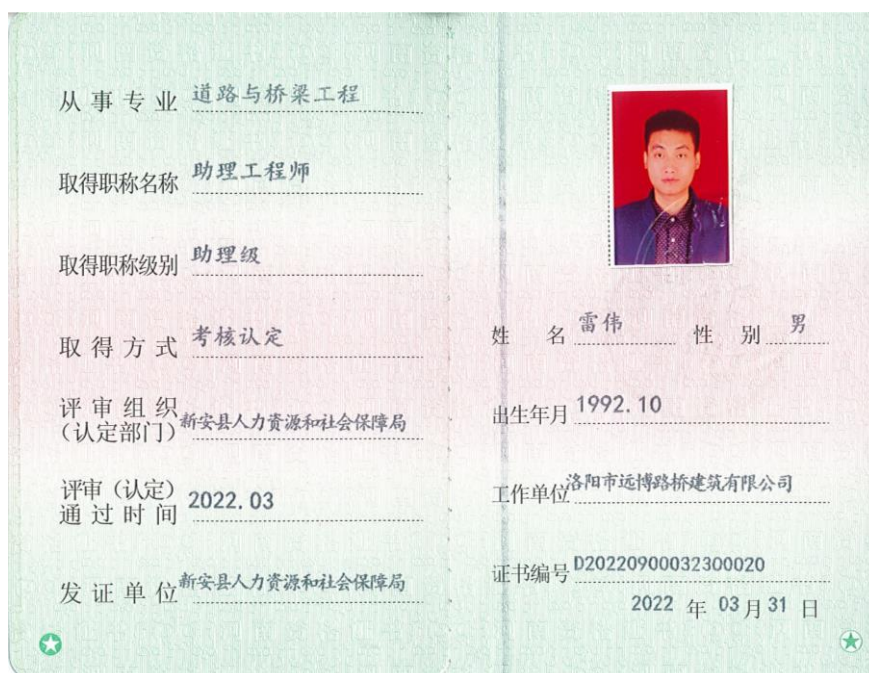 从事专业 道路与桥梁工程
取得职称名称 助理工程师
取得职称级别 助理级
取得方式 考核认定
评审组织
（认定部门） 新安县人力资源和社会保障局
评审（认定）
通过时间 2022.03
发证单位 新安县人力资源和社会保障局
姓名 雷伟 性别 男
出生年月 1992.10
工作单位 洛阳市远博路桥建筑有限公司
证书编号 D20220900032300020
2022 年 03 月 31 日